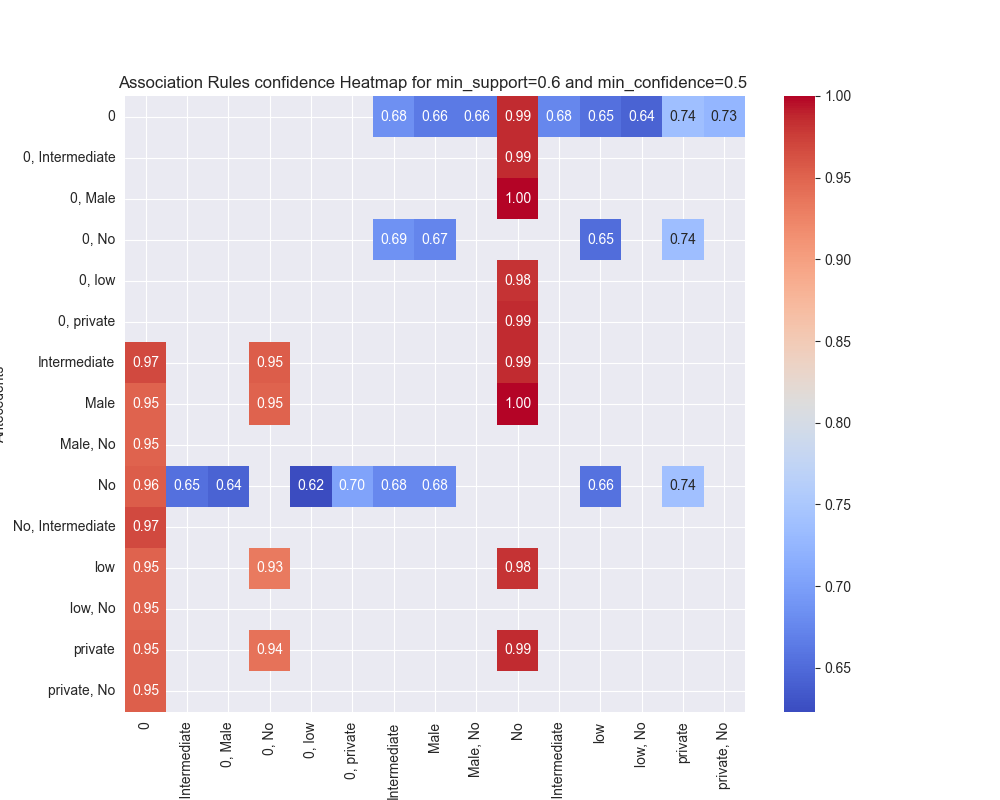 Association Rules confidence Heatmap for min_support=0.6 and min_confidence=0.5
0 0.68 0.66 0.66 0.99 0.68 0.65 0.64 0.74 0.73
0, Intermediate 0.99
0, Male 1.00
0, No 0.69 0.67 0.65 0.74
0, low 0.98
0, private 0.99
Intermediate 0.97 0.95 0.99
Male 0.95 0.95 1.00
Male, No 0.95
No 0.96 0.65 0.64 0.62 0.70 0.68 0.68 0.66 0.74
No, Intermediate 0.97
low 0.95 0.93 0.98
low, No 0.95
private 0.95 0.94 0.99
private, No 0.95
0
Intermediate
0, Male
0, No
0, low
0, private
Intermediate
Male
Male, No
No
Intermediate
low
low, No
private
private, No
1.00
0.95
0.90
0.85
0.80
0.75
0.70
0.65